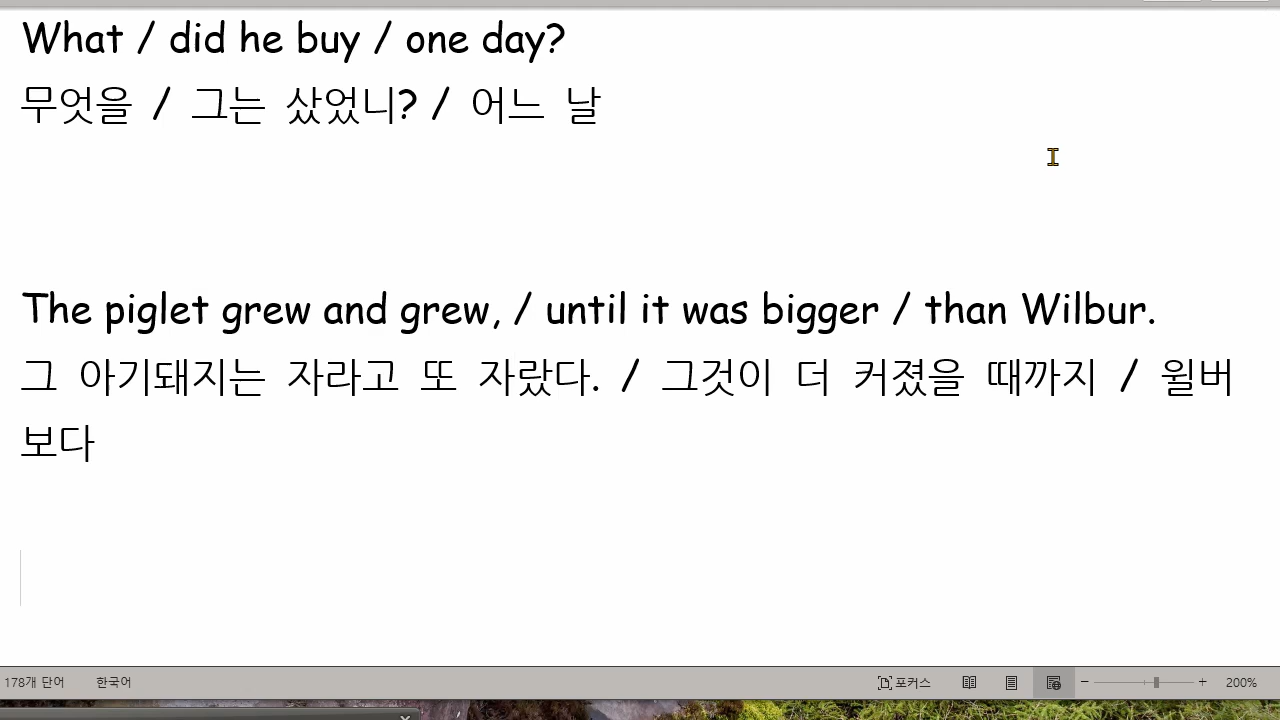 What / did he buy / one day?
무엇을 / 그는 샀었니? / 어느 날
The piglet grew and grew, / until it was bigger / than Wilbur.
그 아기돼지는 자라고 또 자랐다. / 그것이 더 커졌을 때까지 / 윌버
보다
178개 단어 한국어 포커스 200%